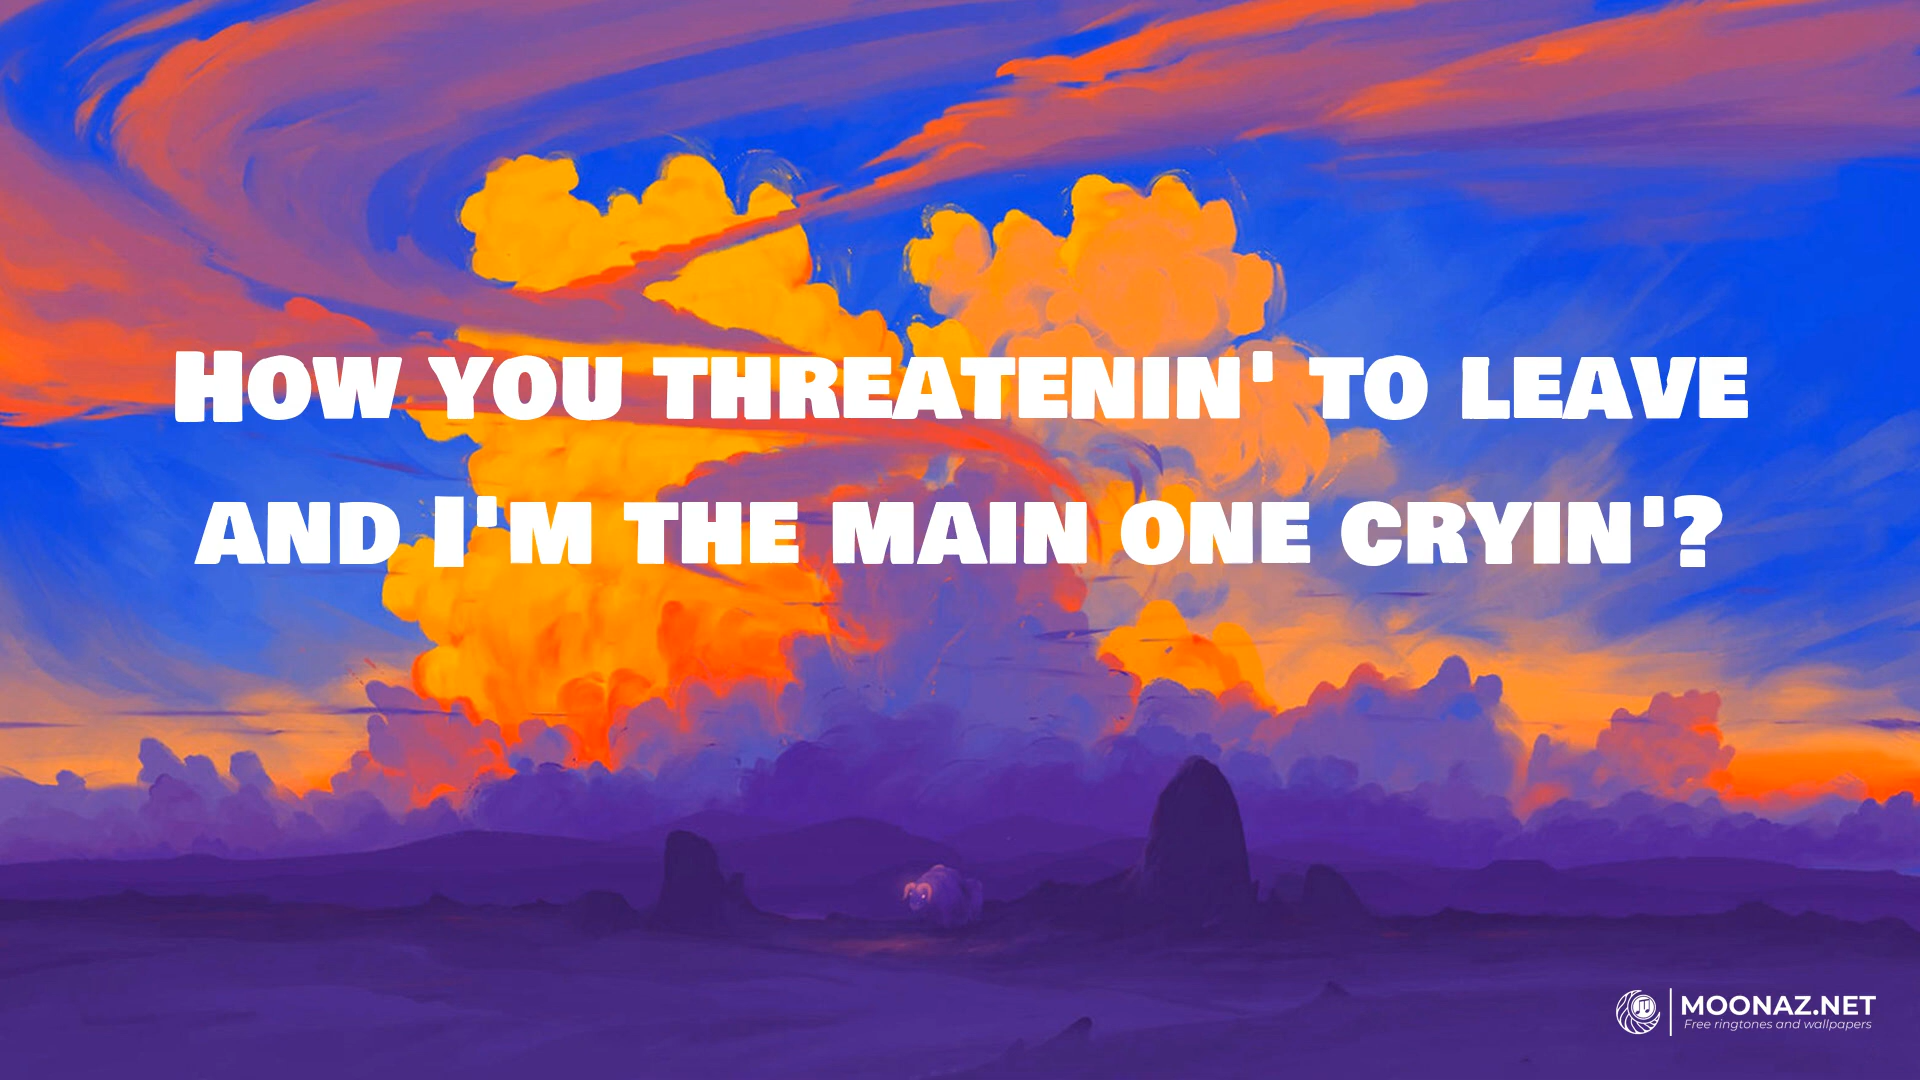 How you threatenin' to leave
and I'm the main one cryin'?
MOONAZ.NET
Free ringtones and wallpapers